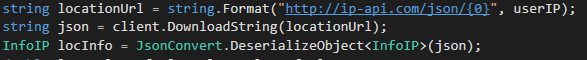 string locationUrl = string.Format("http://ip-api.com/json/{0}", userIP);
string json = client.DownloadString(locationUrl);
InfoIP locInfo = JsonConvert.DeserializeObject<InfoIP>(json);